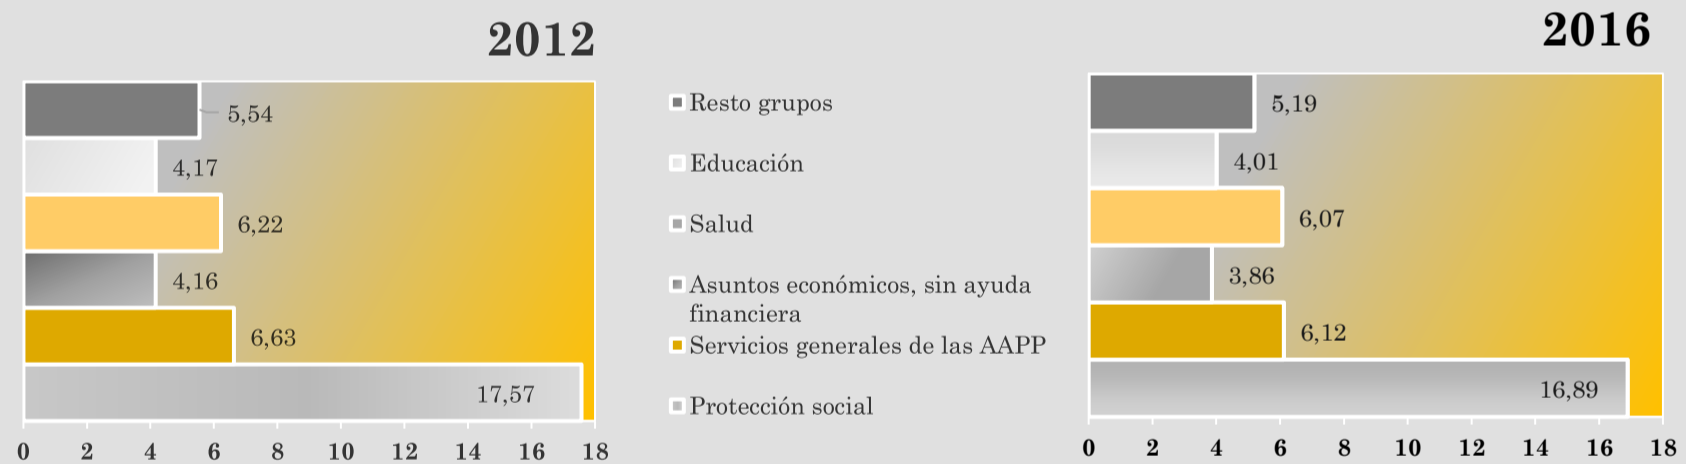 2012
5,54
4,17
6,22
4,16
6,63
17,57
0 2 4 6 8 10 12 14 16 18
Resto grupos
Educación
Salud
Asuntos económicos, sin ayuda
financiera
Servicios generales de las AAPP
Protección social
2016
5,19
4,01
6,07
3,86
6,12
16,89
0 2 4 6 8 10 12 14 16 18